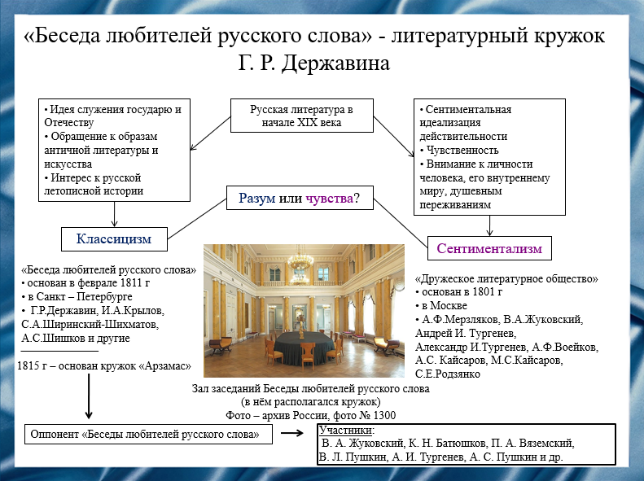 «Беседа любителей русского слова» - литературный кружок
Г. Р. Державина
• Идея служения государю и
Отечеству
• Обращение к образам
античной литературы и
искусства
• Интерес к русской
летописной истории
Русская литература в
начале XIX века
• Сентиментальная
идеализация
действительности
• Чувственность
• Внимание к личности
человека, его внутреннему
миру, душевным
переживаниям
Разум или чувства?
Классицизм
Сентиментализм
«Беседа любителей русского слова»
• основан в феврале 1811 г
• в Санкт – Петербурге
• Г.Р.Державин, И.А.Крылов,
С.А.Ширинский-Шихматов,
А.С.Шишков и другие
1815 г – основан кружок «Арзамас»
«Дружеское литературное общество»
• основан в 1801 г
• в Москве
• А.Ф.Мерзляков, В.А.Жуковский,
Андрей И. Тургенев,
Александр И.Тургенев, А.Ф.Воейков,
А.С. Кайсаров, М.С.Кайсаров,
С.Е.Родзянко
Зал заседаний Беседы любителей русского слова
(в нём располагался кружок)
Фото – архив России, фото № 1300
Оппонент «Беседы любителей русского слова»
Участники:
В. А. Жуковский, К. Н. Батюшков, П. А. Вяземский,
В. Л. Пушкин, А. И. Тургенев, А. С. Пушкин и др.